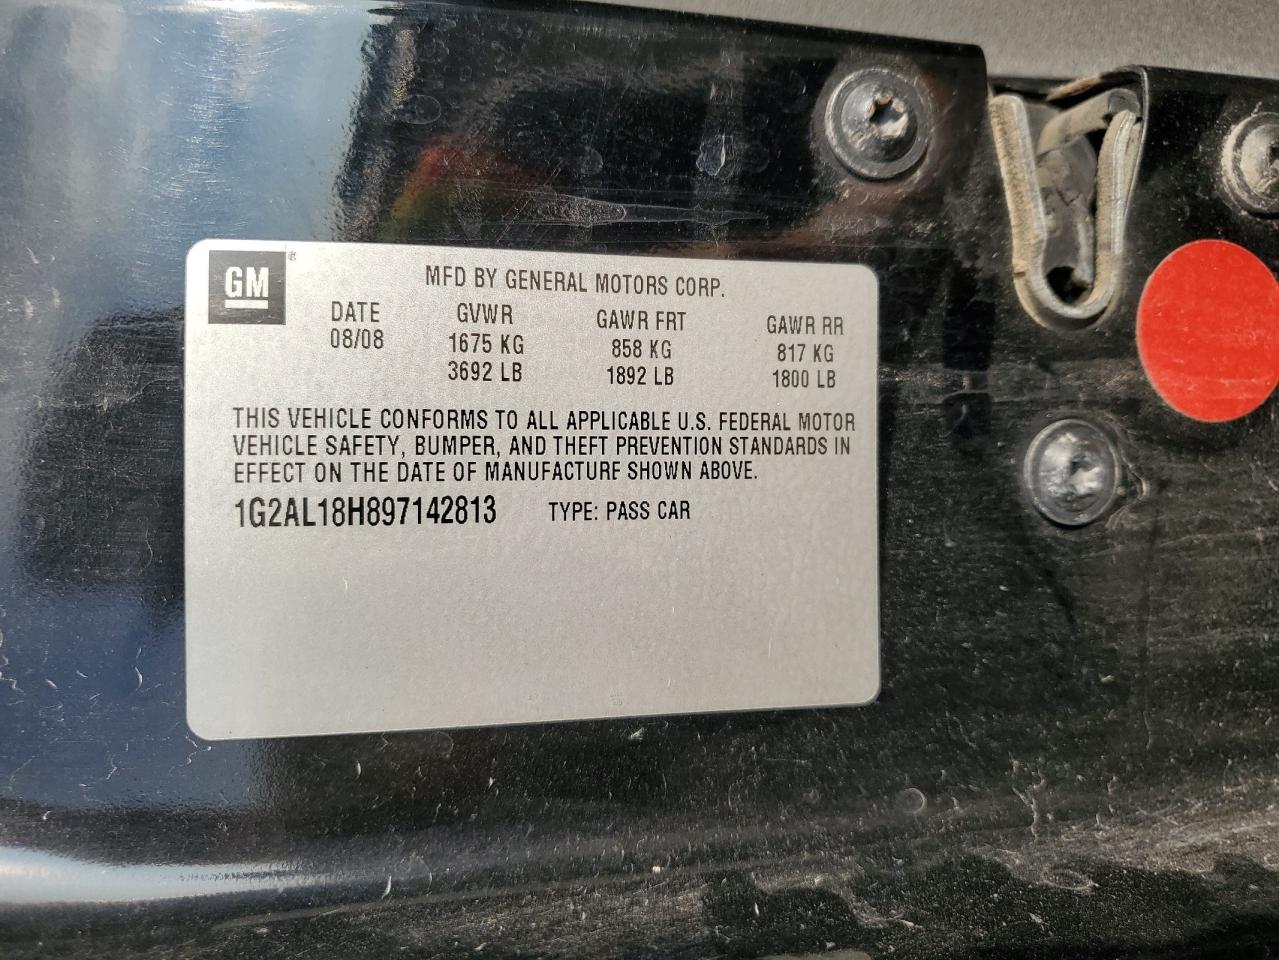 GM®
MFD BY GENERAL MOTORS CORP.
DATE GVWR GAWR FRT GAWR RR
08/08 1675 KG 858 KG 817 KG
3692 LB 1892 LB 1800 LB
THIS VEHICLE CONFORMS TO ALL APPLICABLE U.S. FEDERAL MOTOR
VEHICLE SAFETY, BUMPER, AND THEFT PREVENTION STANDARDS IN
EFFECT ON THE DATE OF MANUFACTURE SHOWN ABOVE.
1G2AL18H897142813 TYPE: PASS CAR